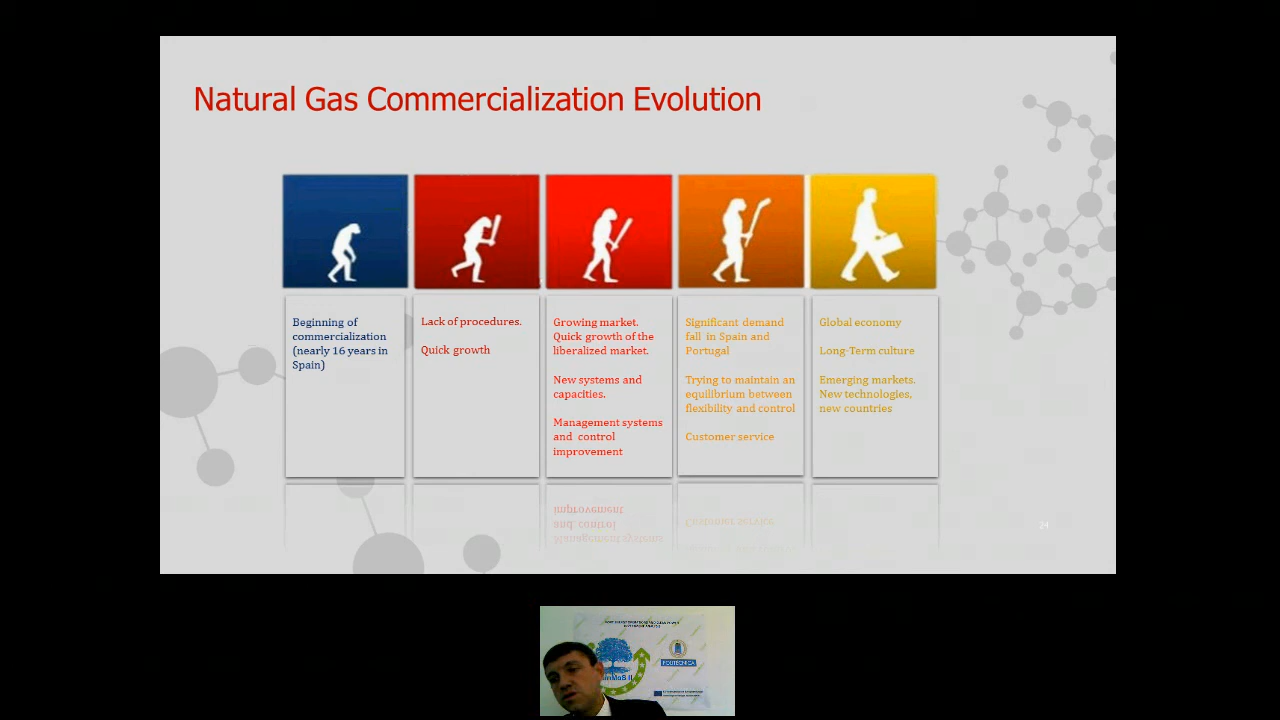 Natural Gas Commercialization Evolution
Beginning of
commercialization
(nearly 16 years in
Spain)
Lack of procedures.
Quick growth
Growing market.
Quick growth of the
liberalized market.
New systems and
capacities.
Management systems
and control
improvement
Significant demand
fall in Spain and
Portugal
Trying to maintain an
equilibrium between
flexibility and control
Customer service
Global economy
Long-Term culture
Emerging markets.
New technologies,
new countries
24
POLITÉCNICA